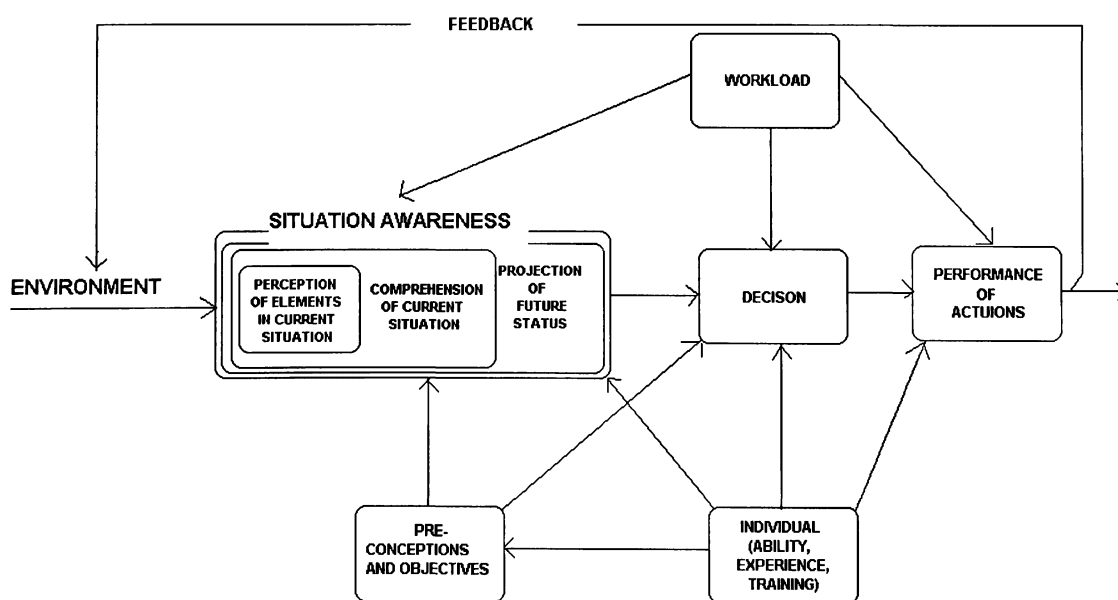 FEEDBACK
WORKLOAD
SITUATION AWARENESS
ENVIRONMENT
PERCEPTION
OF ELEMENTS
IN CURRENT
SITUATION
COMPREHENSION
OF CURRENT
SITUATION
PROJECTION
OF
FUTURE
STATUS
DECISON
PERFORMANCE
OF
ACTUIONS
PRE-
CONCEPTIONS
AND OBJECTIVES
INDIVIDUAL
(ABILITY,
EXPERIENCE,
TRAINING)